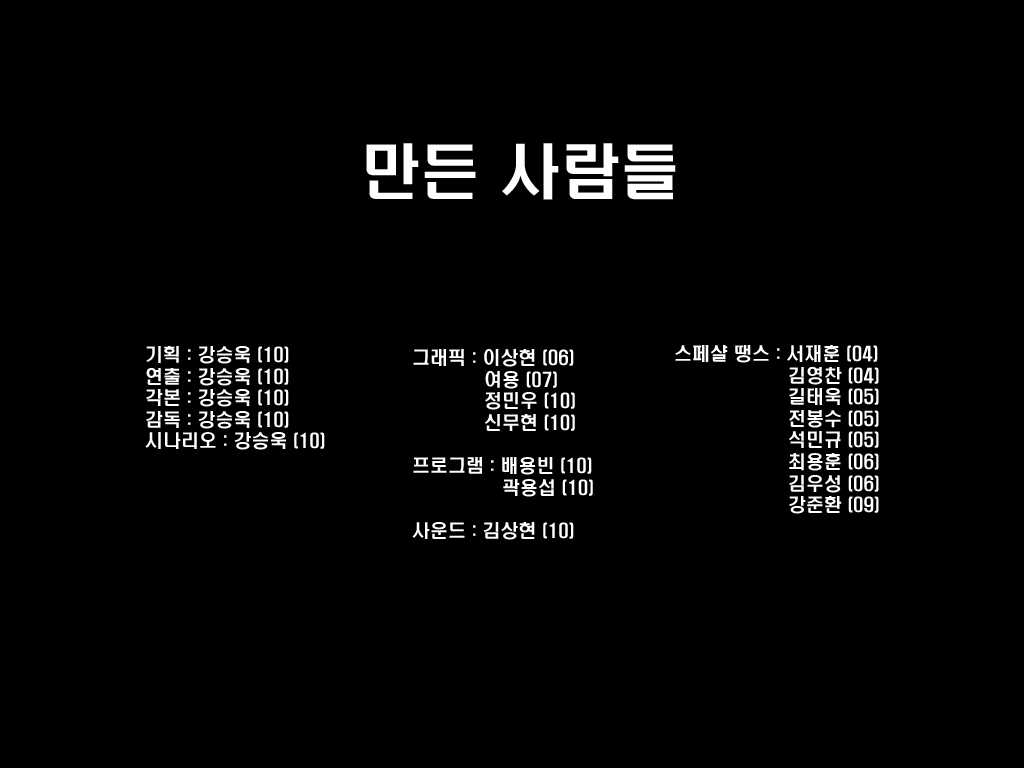 만든 사람들
기획 : 강승욱 (10)
연출 : 강승욱 (10)
각본 : 강승욱 (10)
감독 : 강승욱 (10)
시나리오 : 강승욱 (10)
그래픽 : 이상현 (06)
여용 (07)
정민우 (10)
신무현 (10)
프로그램 : 배용빈 (10)
곽용섭 (10)
사운드 : 김상현 (10)
스페샬 땡스 : 서재훈 (04)
김영찬 (04)
길태욱 (05)
전봉수 (05)
석민규 (05)
최용훈 (06)
김우성 (06)
강준환 (09)